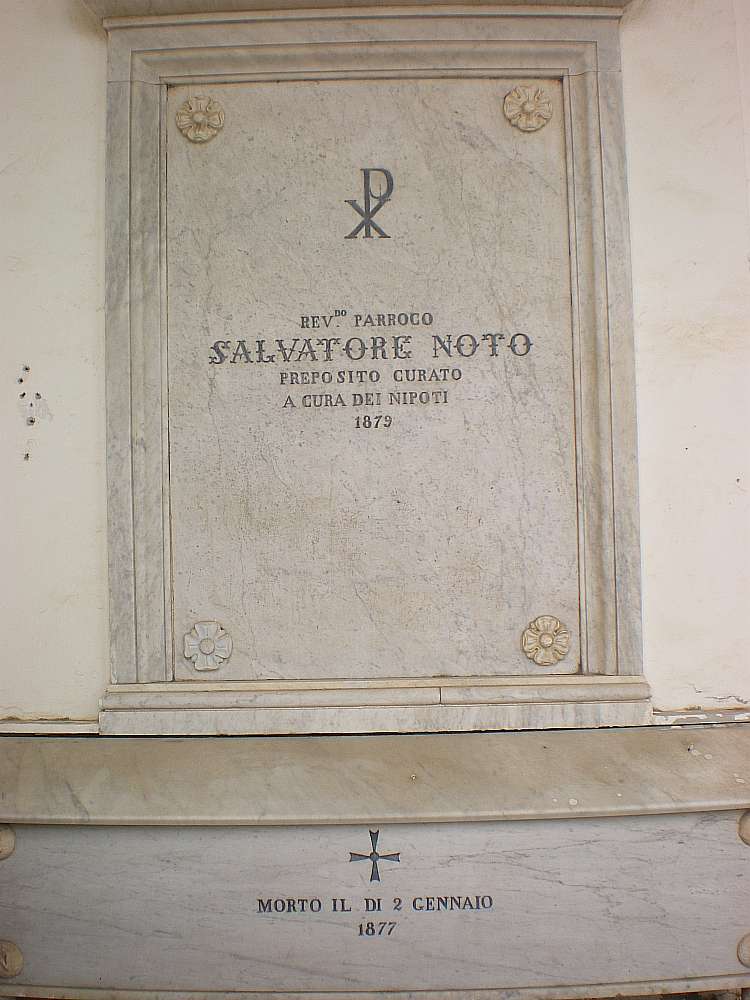 REV.DO PARROCO
SALVATORE NOTO
PREPOSITO CURATO
A CURA DEI NIPOTI
1879
MORTO IL DI 2 GENNAIO
1877